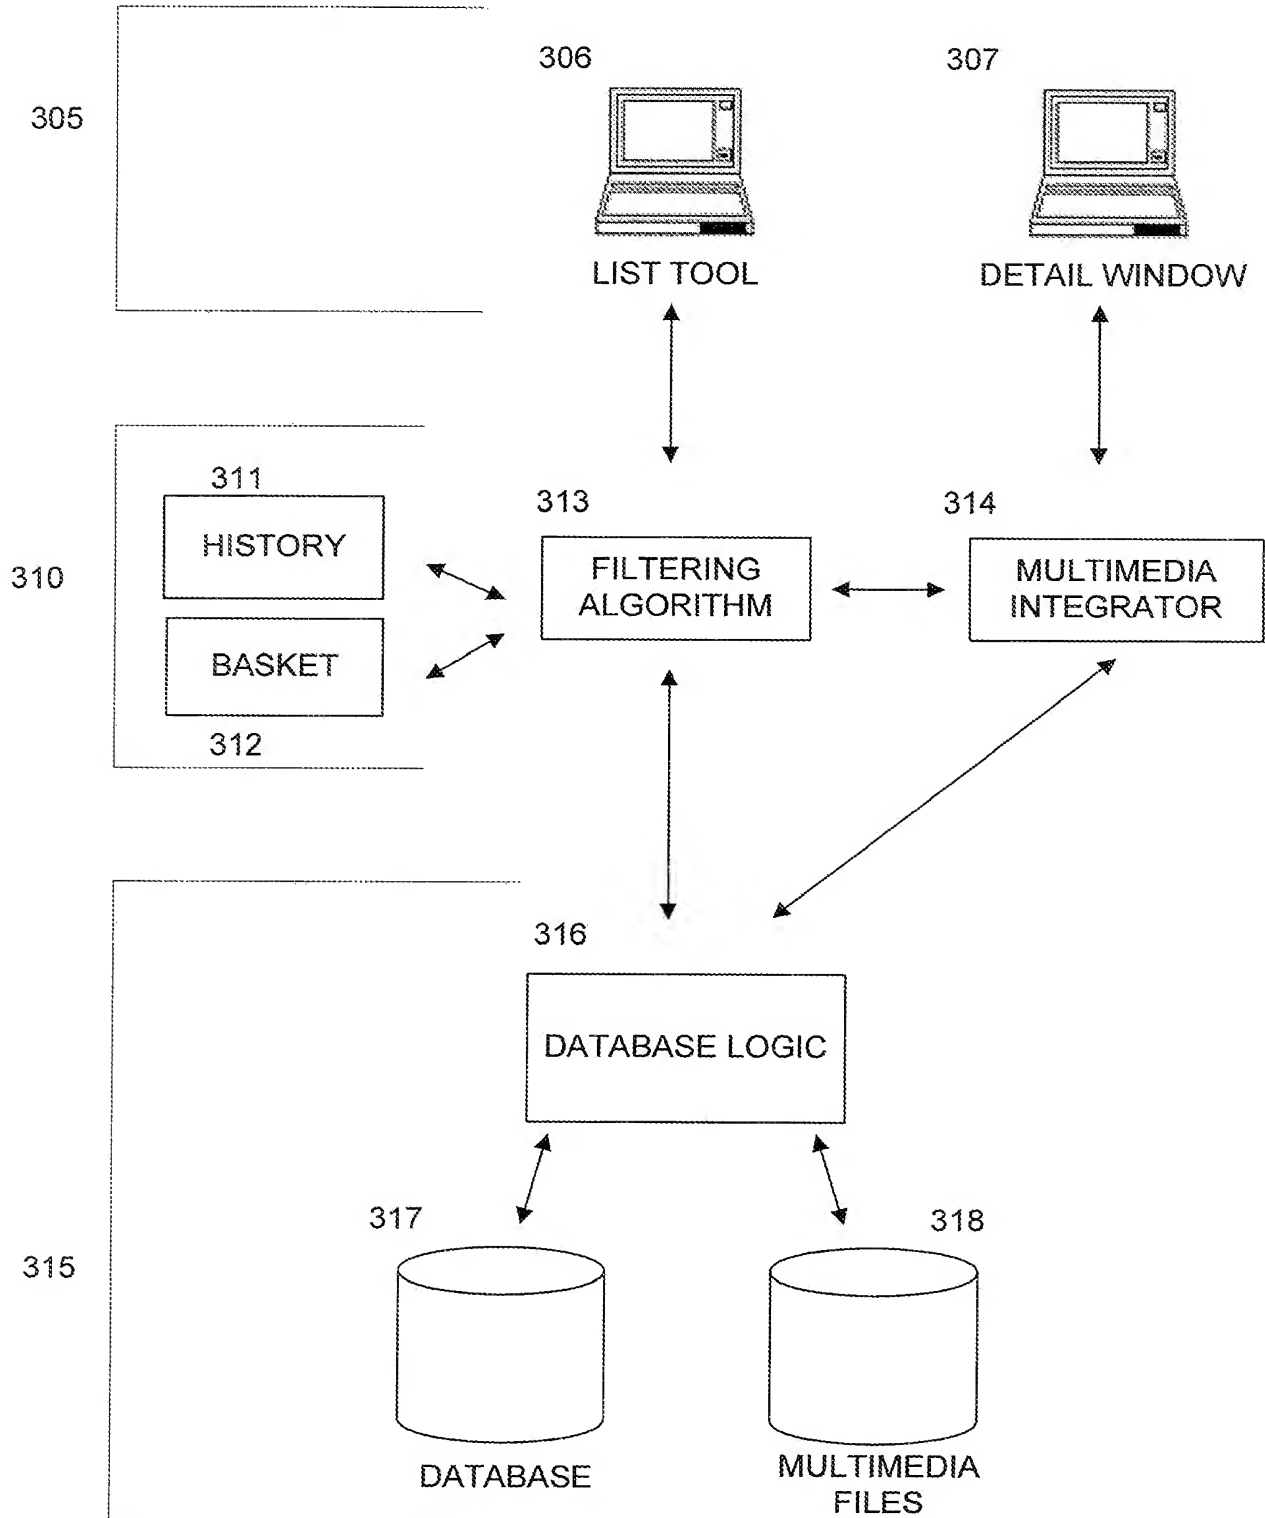 306
307
305
LIST TOOL
DETAIL WINDOW
311
HISTORY
313
314
310
FILTERING
ALGORITHM
MULTIMEDIA
INTEGRATOR
BASKET
312
316
DATABASE LOGIC
317
318
315
DATABASE
MULTIMEDIA
FILES